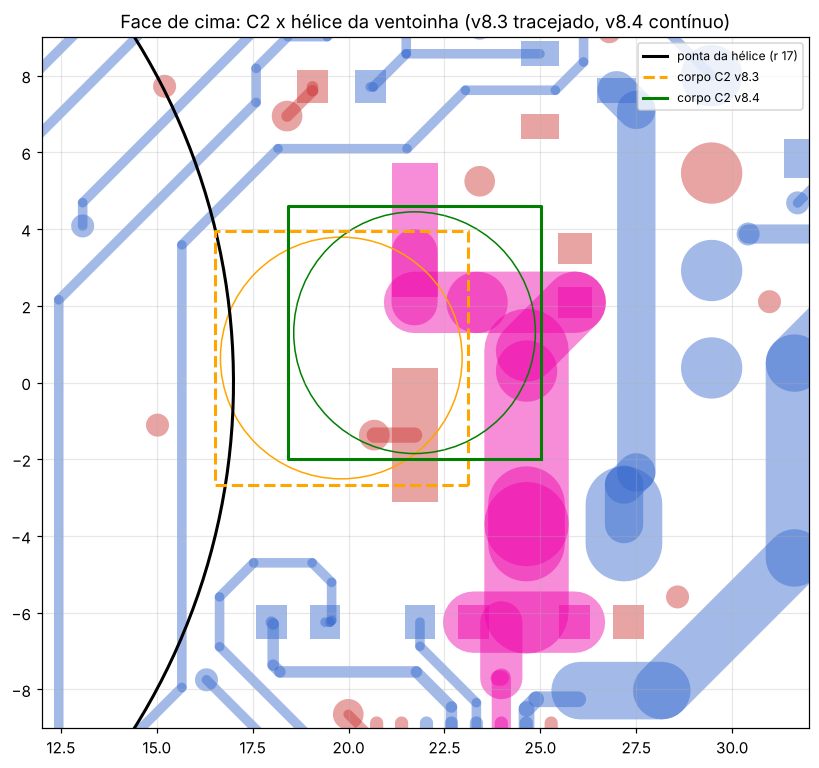 Face de cima: C2 x hélice da ventoinha (v8.3 tracejado, v8.4 contínuo)
ponta da hélice (r 17)
corpo C2 v8.3
corpo C2 v8.4
8
6
4
2
0
−2
−4
−6
−8
12.5 15.0 17.5 20.0 22.5 25.0 27.5 30.0